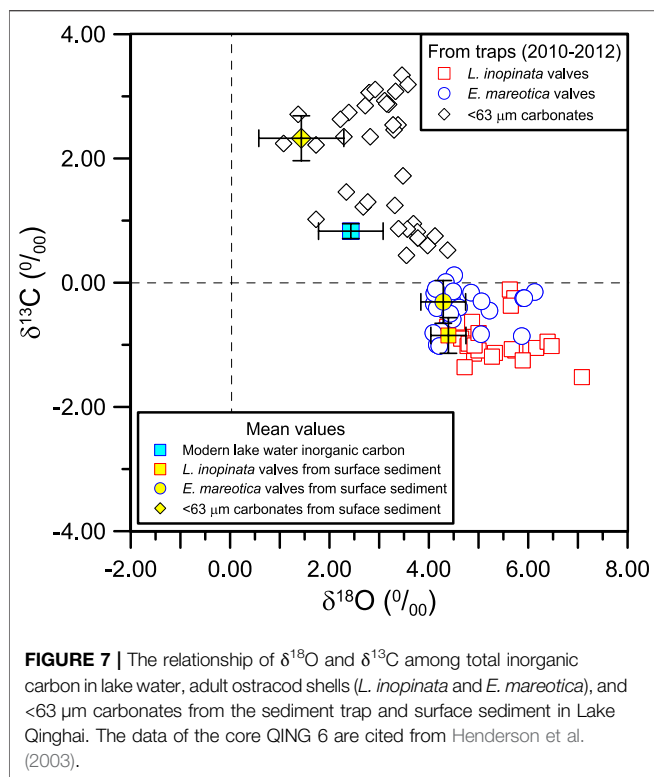 4.00
2.00
0.00
-2.00
-4.00
δ13C (0/00)
From traps (2010-2012)
L. inopinata valves
E. mareotica valves
<63 μm carbonates
Mean values
Modern lake water inorganic carbon
L. inopinata valves from surface sediment
E. mareotica valves from surface sediment
<63 μm carbonates from suface sediment
-2.00 0.00 2.00 4.00 6.00 8.00
δ18O (0/00)
FIGURE 7 | The relationship of δ18O and δ13C among total inorganic
carbon in lake water, adult ostracod shells (L. inopinata and E. mareotica), and
<63 μm carbonates from the sediment trap and surface sediment in Lake
Qinghai. The data of the core QING 6 are cited from Henderson et al.
(2003).